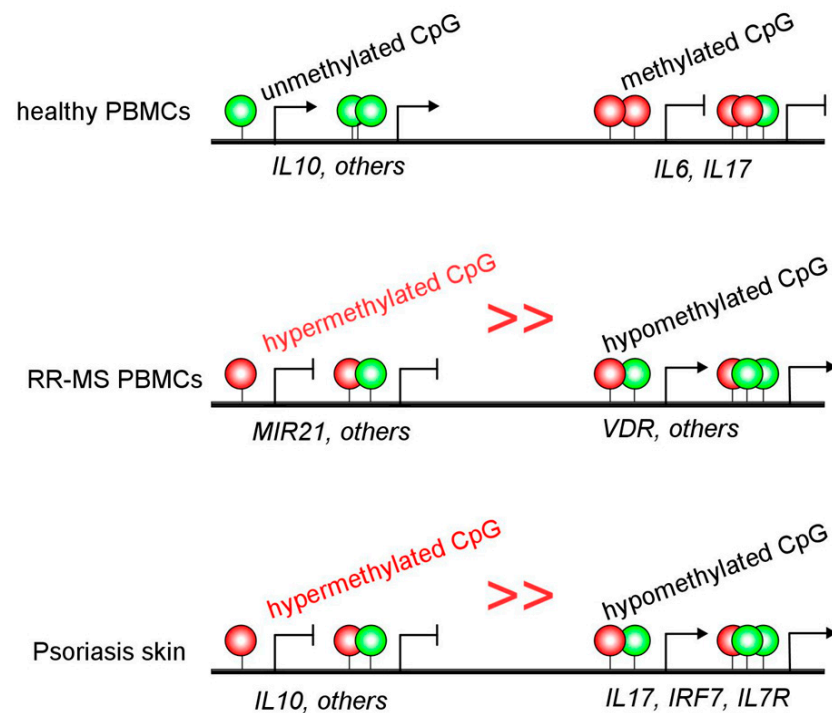 unmethylated CpG
methylated CpG
healthy PBMCs
IL10, others
IL6, IL17
hypermethylated CpG
>>
hypomethylated CpG
RR-MS PBMCs
MIR21, others
VDR, others
hypermethylated CpG
>>
hypomethylated CpG
Psoriasis skin
IL10, others
IL17, IRF7, IL7R